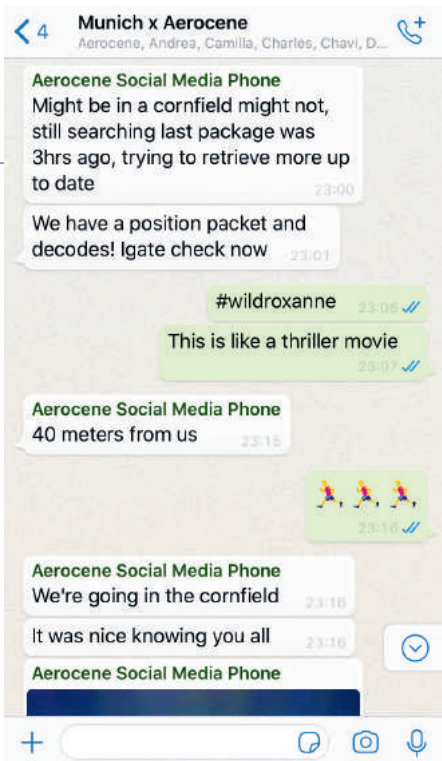 4
Munich x Aerocene
Aerocene, Andrea, Camilla, Charles, Chavi, D...
Aerocene Social Media Phone
Might be in a cornfield might not,
still searching last package was
3hrs ago, trying to retrieve more up
to date
23:00
We have a position packet and
decodes! Igate check now
23:01
#wildroxanne
23:06
This is like a thriller movie
23:07
Aerocene Social Media Phone
40 meters from us
23:15
23:16
Aerocene Social Media Phone
We're going in the cornfield
23:16
It was nice knowing you all
23:16
Aerocene Social Media Phone